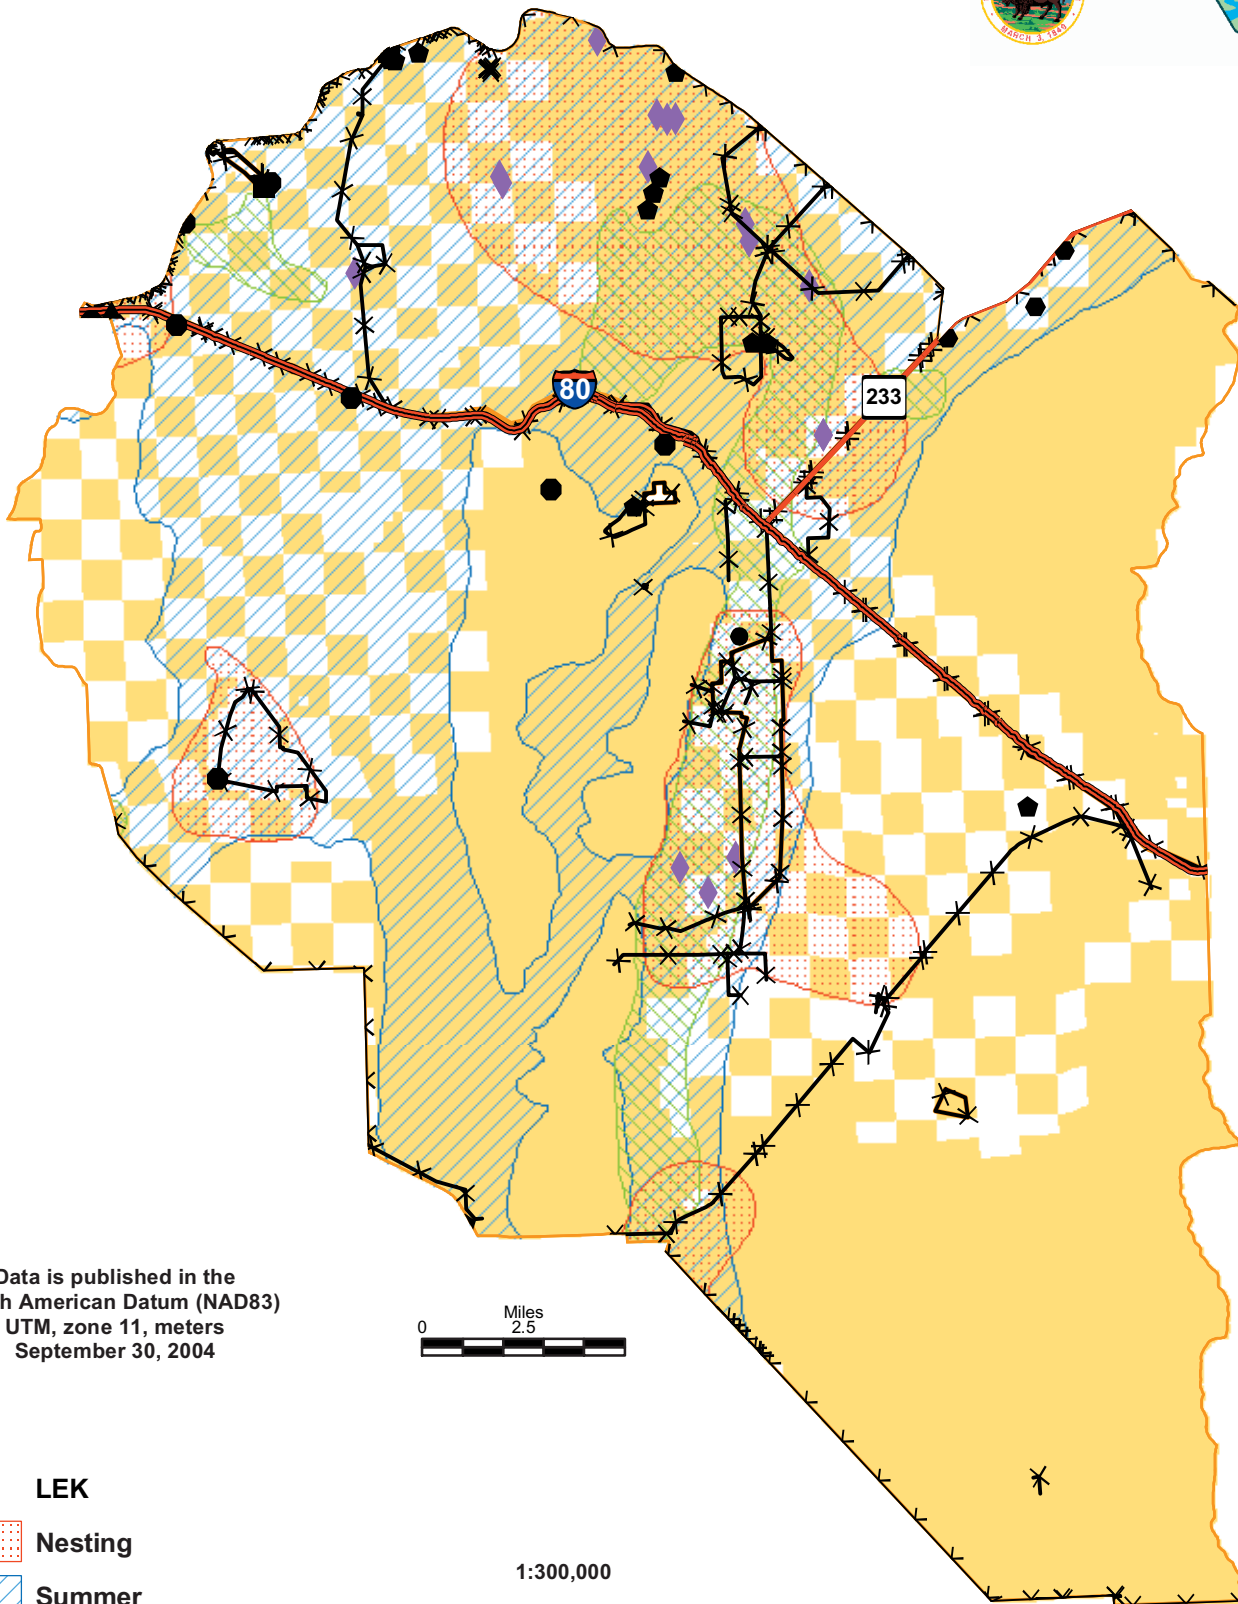 MARCH 3, 1849
80
233
Data is published in the
h American Datum (NAD83)
UTM, zone 11, meters
September 30, 2004
Miles
0 2.5
LEK
Nesting
1:300,000
Summer